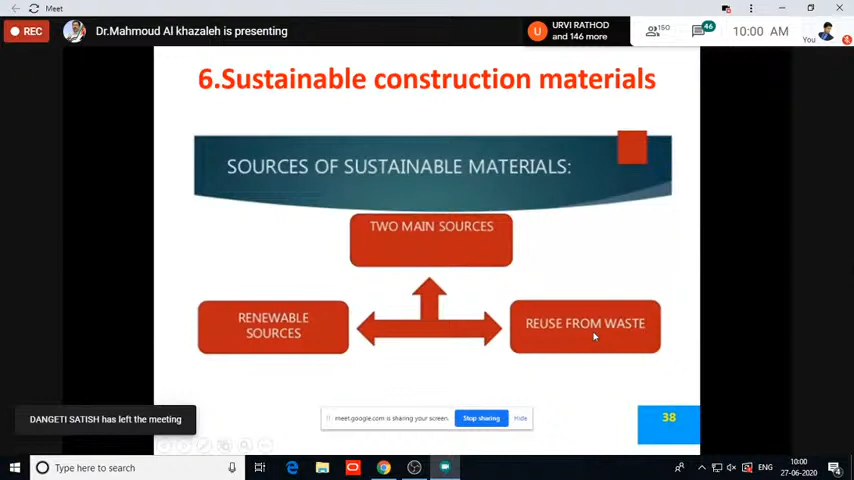 Meet
REC
Dr.Mahmoud Al khazaleh is presenting
U
URVI RATHOD
and 146 more
150
46
10:00 AM
You
6.Sustainable construction materials
SOURCES OF SUSTAINABLE MATERIALS:
TWO MAIN SOURCES
RENEWABLE
SOURCES
REUSE FROM WASTE
DANGETI SATISH has left the meeting
meet.google.com is sharing your screen.
Stop sharing
Hide
38
Type here to search
ENG
10:00
27-06-2020
4